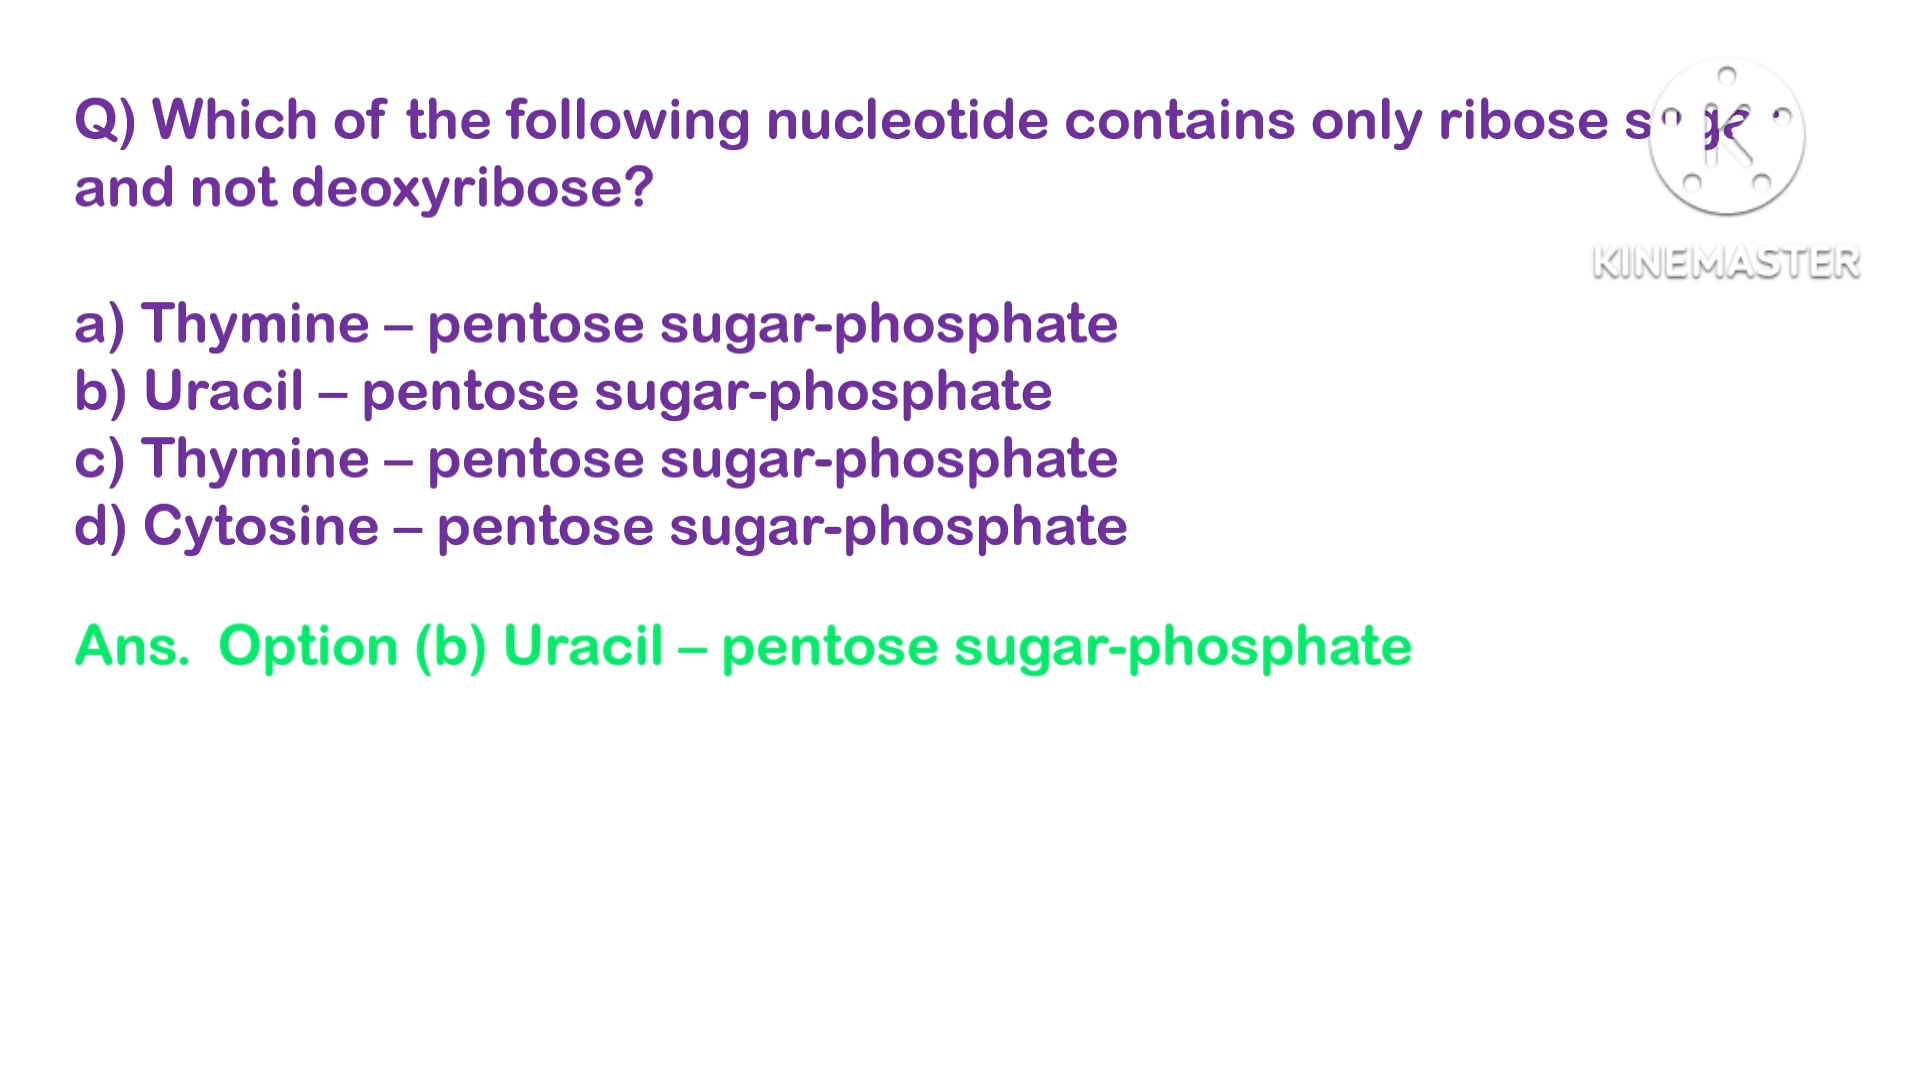 Q) Which of the following nucleotide contains only ribose
and not deoxyribose?
a) Thymine – pentose sugar-phosphate
b) Uracil – pentose sugar-phosphate
c) Thymine – pentose sugar-phosphate
d) Cytosine – pentose sugar-phosphate
Ans. Option (b) Uracil – pentose sugar-phosphate
K
KINEMASTER